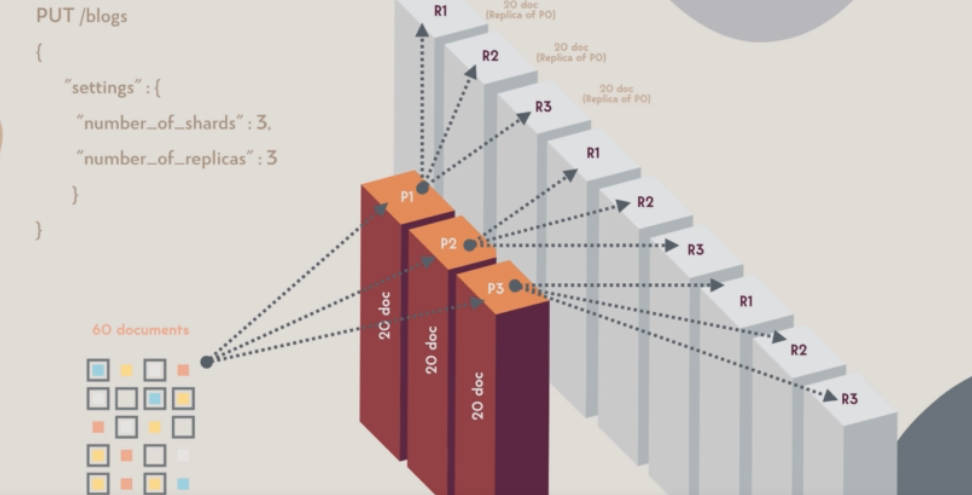 PUT /blogs
{
"settings" : {
"number_of_shards" : 3,
"number_of_replicas" : 3
}
}
60 documents
P1
P2
P3
20 doc
20 doc
20 doc
R1
20 doc
(Replica of P0)
R2
20 doc
(Replica of P0)
R3
20 doc
(Replica of P0)
R1
R2
R3
R1
R2
R3